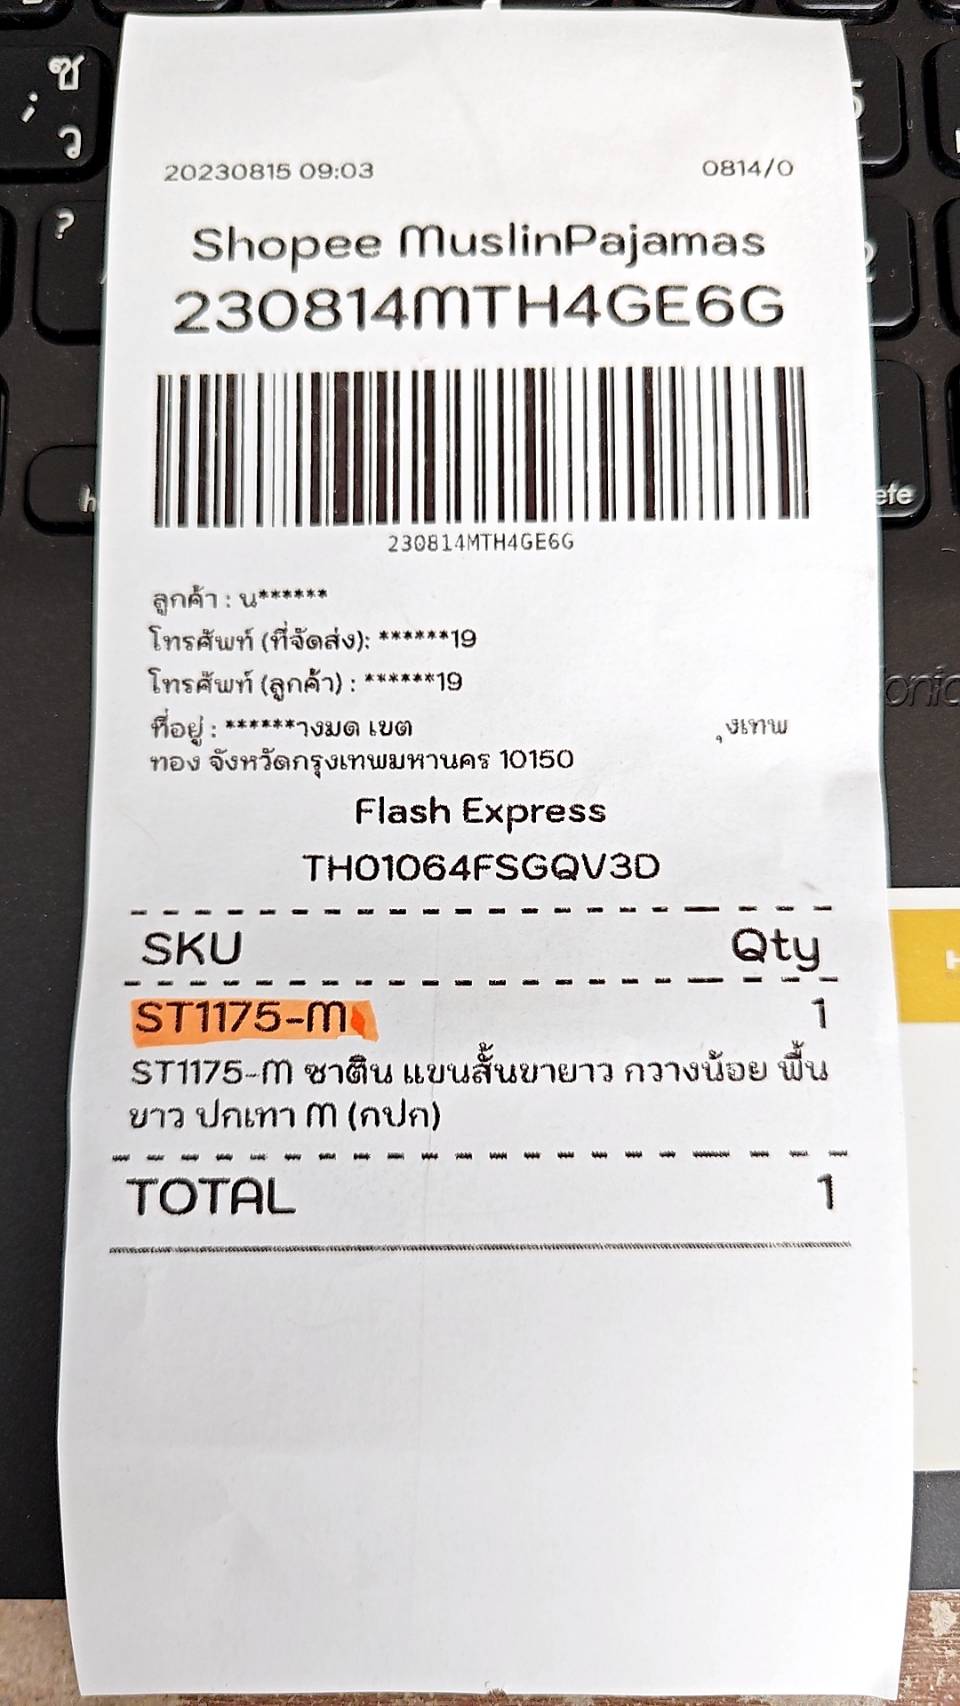 ซ
ว
?
20230815 09:03 0814/0
Shopee MuslinPajamas
230814MTH4GE6G
230814MTH4GE6G
ลูกค้า : น******
โทรศัพท์ (ที่จัดส่ง): ******19
โทรศัพท์ (ลูกค้า) : ******19
ที่อยู่ : ******างมด เขต ุงเทพ
ทอง จังหวัดกรุงเทพมหานคร 10150
Flash Express
TH01064FSGQV3D
SKU Qty
ST1175-M 1
ST1175-M ซาติน แขนสั้นขายาว กวางน้อย พื้น
ขาว ปกเทา M (กปก)
TOTAL 1